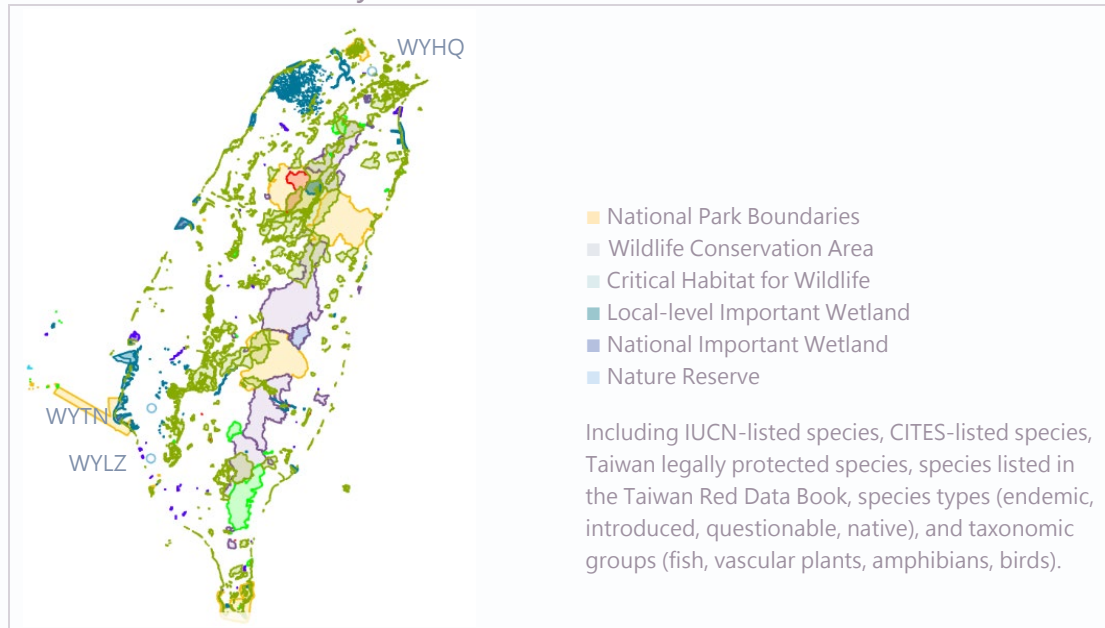 WYHQ
WYTN
WYLZ
National Park Boundaries
Wildlife Conservation Area
Critical Habitat for Wildlife
Local-level Important Wetland
National Important Wetland
Nature Reserve
Including IUCN-listed species, CITES-listed species,
Taiwan legally protected species, species listed in
the Taiwan Red Data Book, species types (endemic,
introduced, questionable, native), and taxonomic
groups (fish, vascular plants, amphibians, birds).